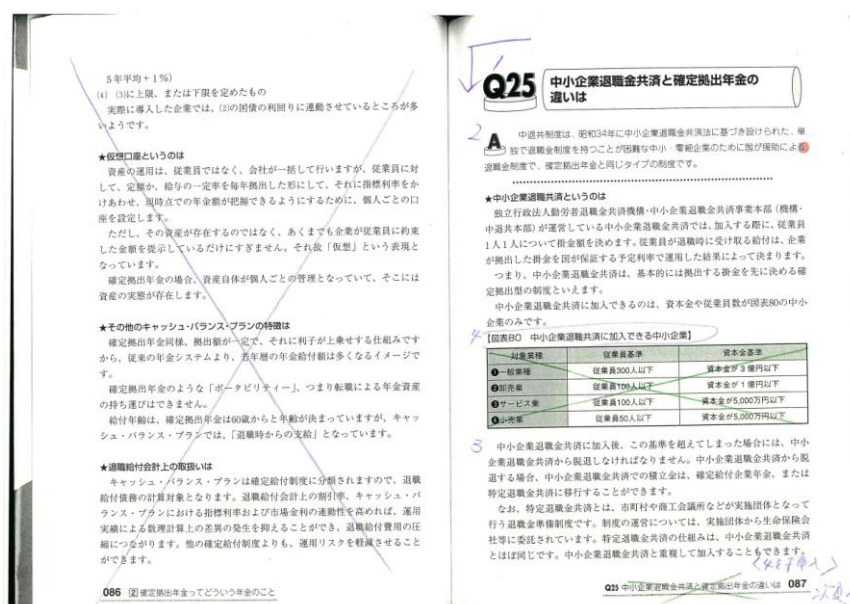 5年平均+1%)
(4) (3)に上限、または下限を定めたもの
実際に導入した企業では、(2)の国債の利回りに連動させているところが多
いようです。
★仮想口座というのは
資産の運用は、従業員ではなく、会社が一括して行いますが、従業員に対
して、定額か、給与の一定率を毎年拠出した形にして、それに指標利率をか
けあわせ、現時点での年金額が把握できるようにするために、個人ごとの口
座を設定します。
ただし、その資産が存在するのではなく、あくまでも企業が従業員に約束
した金額を提示しているだけにすぎません。それ故「仮想」という表現と
なっています。
確定拠出年金の場合、資産自体が個人ごとの管理となっていて、そこには
資産の実態が存在します。
★その他のキャッシュ・バランス・プランの特徴は
確定拠出年金同様、拠出額が一定で、それに利子が上乗せする仕組みです
から、従来の年金システムより、若年層の年金給付額は多くなるイメージで
す。
確定拠出年金のような「ポータビリティー」、つまり転職による年金資産
の持ち運びはできません。
給付年齢は、確定拠出年金は60歳からと年齢が決まっていますが、キャッ
シュ・バランス・プランでは、「退職時からの支給」となっています。
★退職給付会計上の取扱いは
キャッシュ・バランス・プランは確定給付制度に分類されますので、退職
給付債務の計算対象となります。退職給付会計上の割引率、キャッシュ・バ
ランス・プランにおける指標利率および市場金利の連動性を高めれば、運用
実績による数理計算上の差異の発生を抑えることができ、退職給付費用の圧
縮につながります。他の確定給付制度よりも、運用リスクを軽減させること
ができます。
086 2 確定拠出年金ってどういう年金のこと
1
Q25 中小企業退職金共済と確定拠出年金の
違いは
2
A 中退共制度は、昭和34年に中小企業退職金共済法に基づき設けられた、単
独で退職金制度を持つことが困難な中小・零細企業のために国が援助による
退職金制度で、確定拠出年金と同じタイプの制度です。
★中小企業退職共済というのは
独立行政法人勤労者退職金共済機構・中小企業退職金共済事業本部(機構・
中退共本部)が運営している中小企業退職金共済では、加入する際に、従業員
1人1人について掛金額を決めます。従業員が退職時に受け取る給付は、企業
が拠出した掛金を国が保証する予定利率で運用した結果によって決まります。
つまり、中小企業退職金共済は、基本的には拠出する掛金を先に決める確
定拠出型の制度といえます。
中小企業退職金共済に加入できるのは、資本金や従業員数が図表80の中小
企業のみです。
4
【図表80 中小企業退職共済に加入できる中小企業】
対象業種 従業員基準 資本金基準
❶一般業種 従業員300人以下 資本金が3億円以下
❷卸売業 従業員100人以下 資本金が1億円以下
❸サービス業 従業員100人以下 資本金が5,000万円以下
❹小売業 従業員50人以下 資本金が5,000万円以下
3
中小企業退職金共済に加入後、この基準を超えてしまった場合には、中小
企業退職金共済から脱退しなければなりません。中小企業退職金共済から脱
退する場合、中小企業退職金共済での積立金は、確定給付企業年金、または
特定退職金共済に移行することができます。
なお、特定退職金共済とは、市町村や商工会議所などが実施団体となって
行う退職金準備制度です。制度の運営については、実施団体から生命保険会
社等に委託されています。特定退職金共済の仕組みは、中小企業退職金共済
とほぼ同じです。中小企業退職金共済と重複して加入することもできます。
Q25 中小企業退職金共済と確定拠出年金の違いは 087